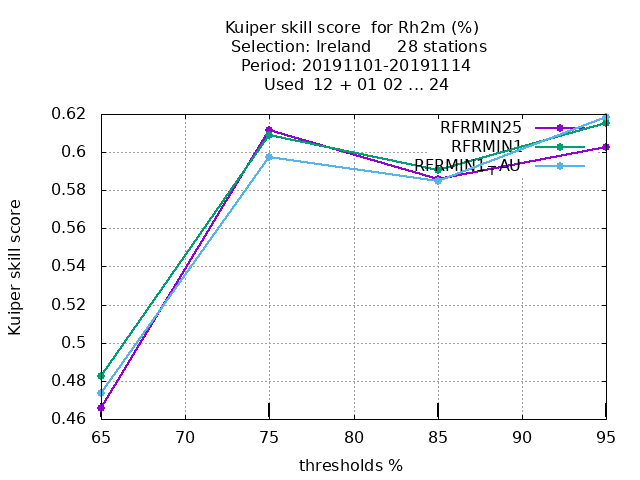 Kuiper skill score  for Rh2m (%)
Selection: Ireland     28 stations
Period: 20191101-20191114
Used  12 + 01 02 ... 24
RFRMIN25
RFRMIN1
RFRMIN1_AU
0.62
0.6
0.58
0.56
0.54
0.52
0.5
0.48
0.46
Kuiper skill score
65 70 75 80 85 90 95
thresholds %